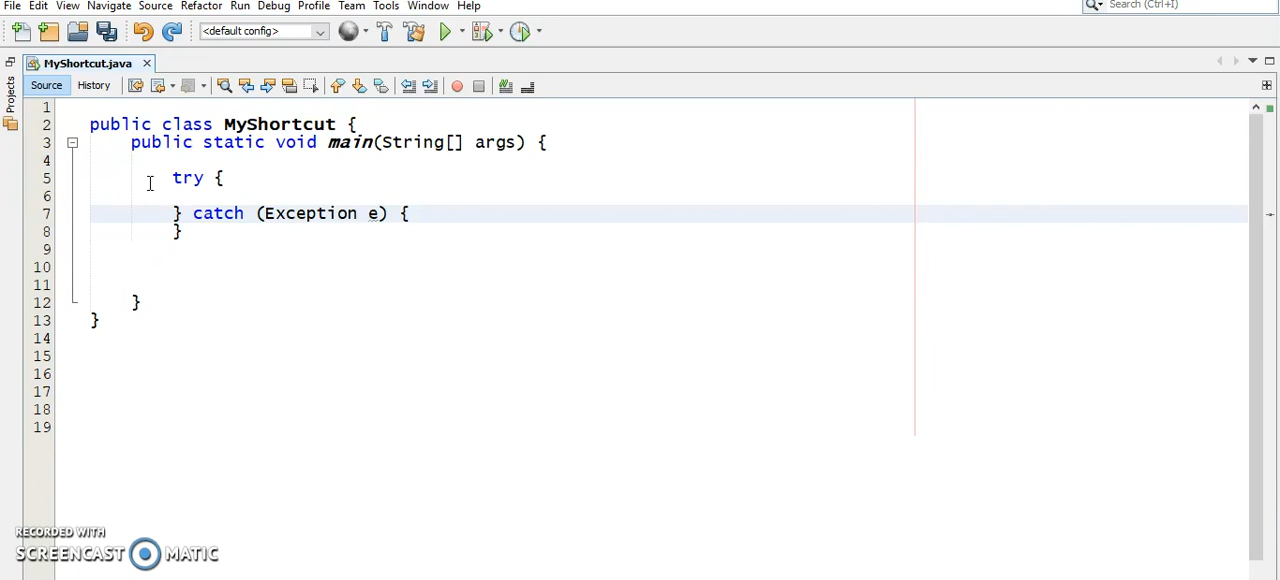 File Edit View Navigate Source Refactor Run Debug Profile Team Tools Window Help
Search (Ctrl+I)
<default config>
MyShortcut.java
Projects
Source History
1
2 public class MyShortcut {
3 public static void main(String[] args) {
4
5 try {
6
7 } catch (Exception e) {
8 }
9
10
11
12 }
13 }
14
15
16
17
18
19
RECORDED WITH
SCREENCAST MATIC